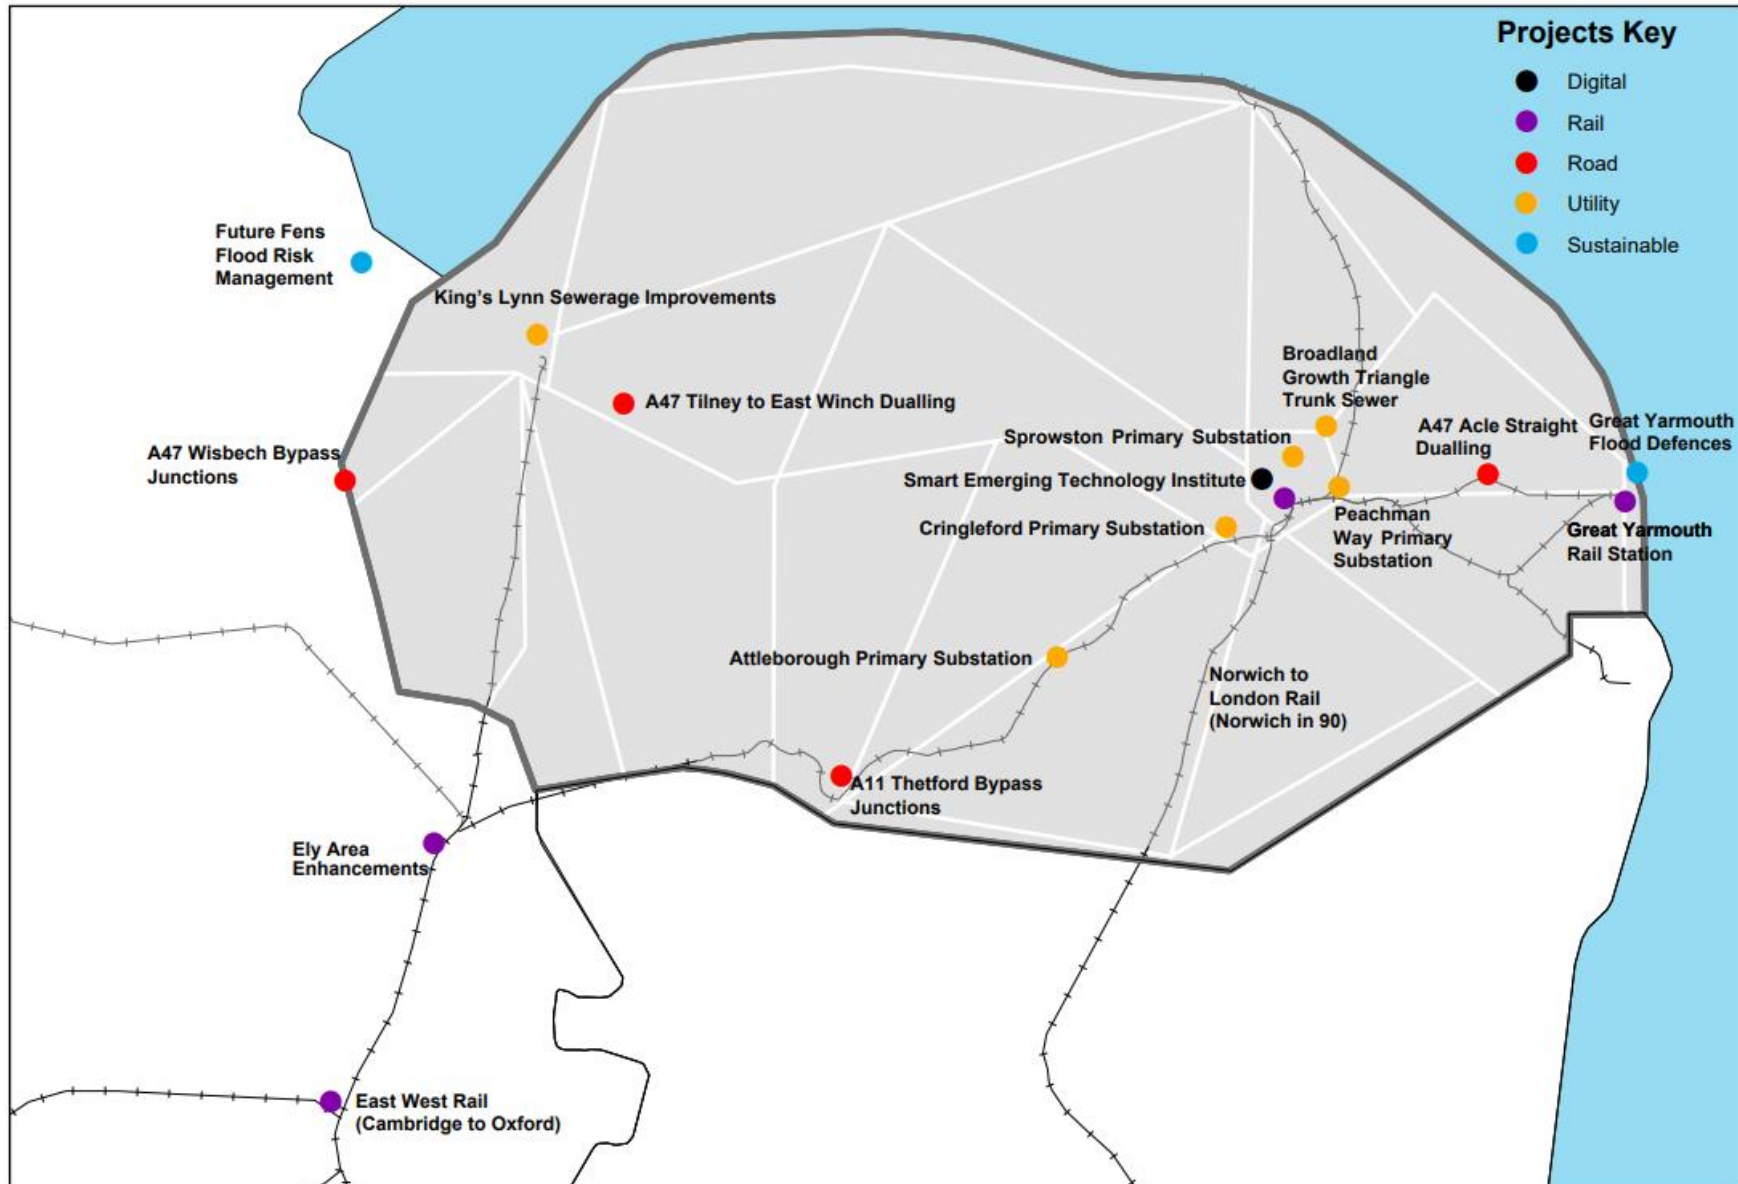 Projects Key
Digital
Rail
Road
Utility
Sustainable
Future Fens
Flood Risk
Management
King's Lynn Sewerage Improvements
A47 Tilney to East Winch Dualling
A47 Wisbech Bypass
Junctions
Broadland
Growth Triangle
Trunk Sewer
Sprowston Primary Substation
Smart Emerging Technology Institute
Cringleford Primary Substation
A47 Acle Straight
Dualling
Great Yarmouth
Flood Defences
Peachman
Way Primary
Substation
Great Yarmouth
Rail Station
Attleborough Primary Substation
Norwich to
London Rail
(Norwich in 90)
A11 Thetford Bypass
Junctions
Ely Area
Enhancements
East West Rail
(Cambridge to Oxford)